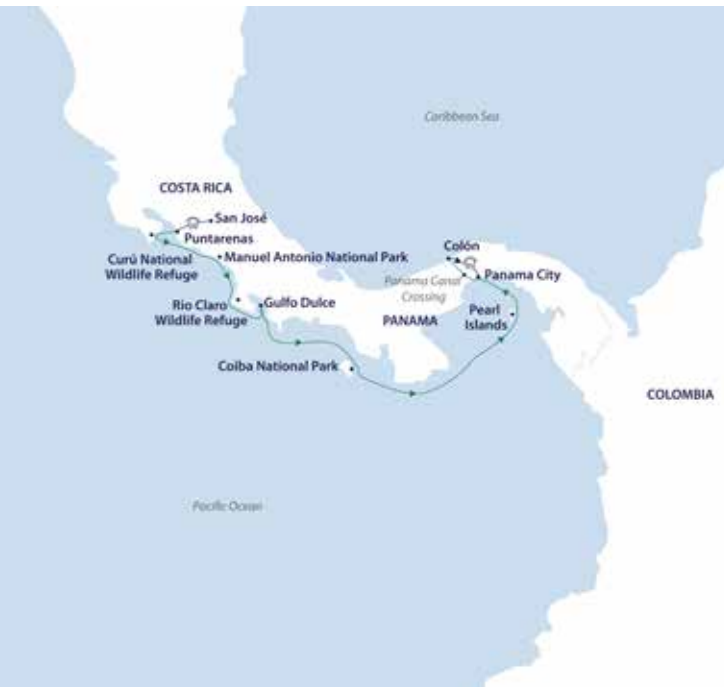 Caribbean Sea
COSTA RICA
San José
Puntarenas
Curú National
Wildlife Refuge
Manuel Antonio National Park
Colón
Panama Canal
Crossing
Panama City
Rio Claro
Wildlife Refuge
Gulfo Dulce
PANAMA
Pearl
Islands
Coiba National Park
COLOMBIA
Pacific Ocean